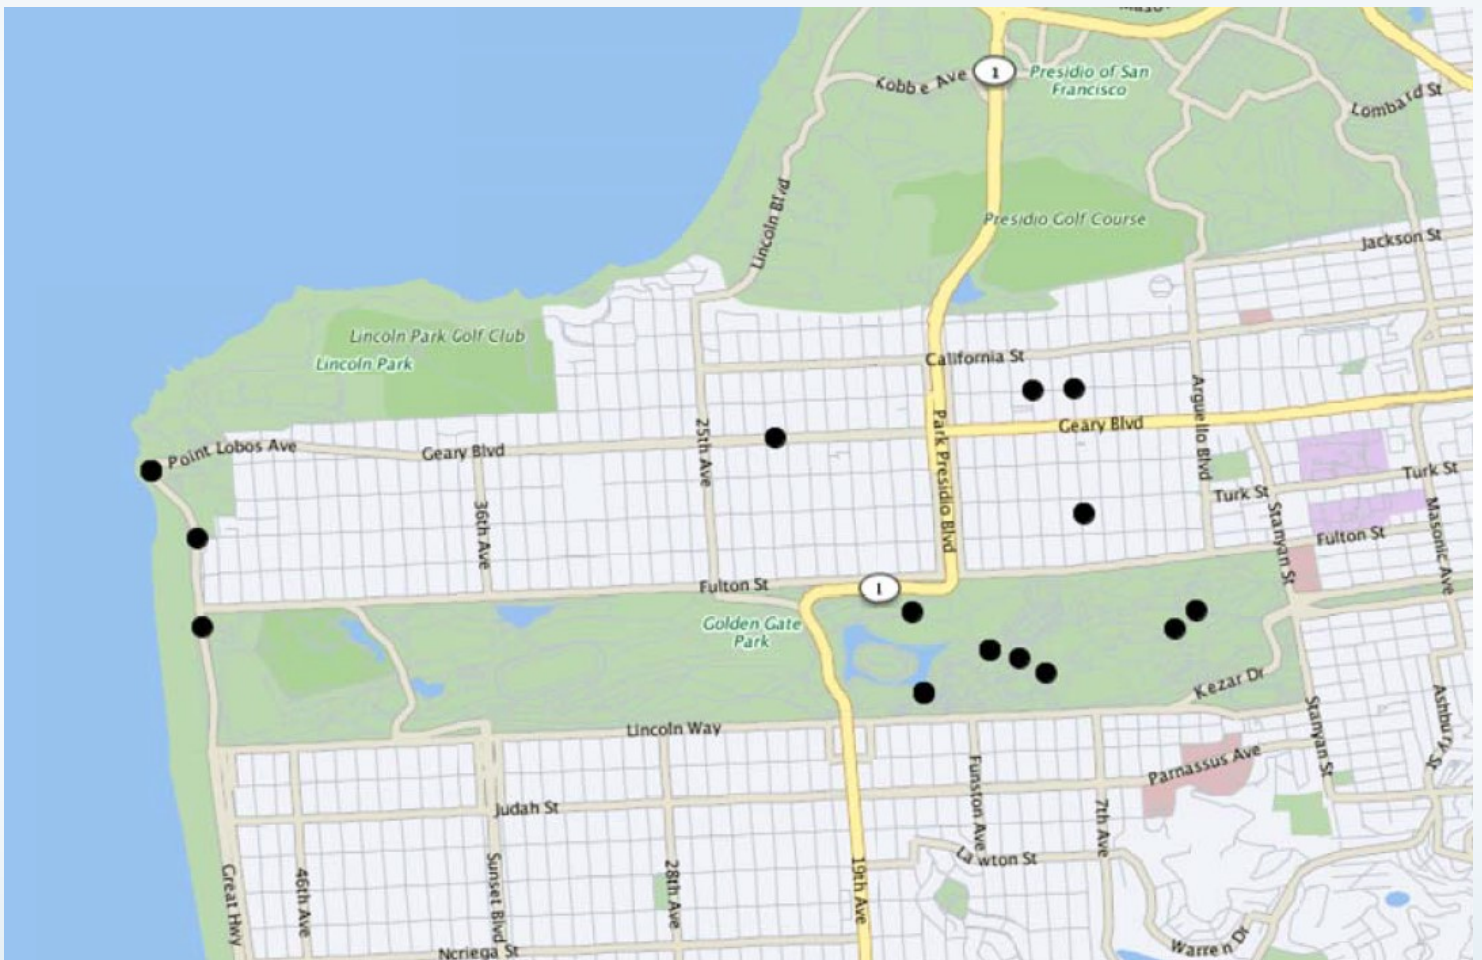 Kobbe Ave
1
Presidio of San
Francisco
Lombard St
Lincoln Blvd
Presidio Golf Course
Jackson St
Lincoln Park Golf Club
Lincoln Park
California St
Arguello Blvd
Point Lobos Ave
Geary Blvd
25th Ave
Park Presidio Blvd
Geary Blvd
Turk St
Turk St
36th Ave
Stanyan St
Masonic Ave
Fulton St
Fulton St
1
Golden Gate
Park
Kezar Dr
Ashbury St
Lincoln Way
Stanyan St
Parnassus Ave
Funston Ave
Judah St
7th Ave
Lawton St
Great Hwy
46th Ave
Sunset Blvd
28th Ave
19th Ave
Noriega St
Warren Dr